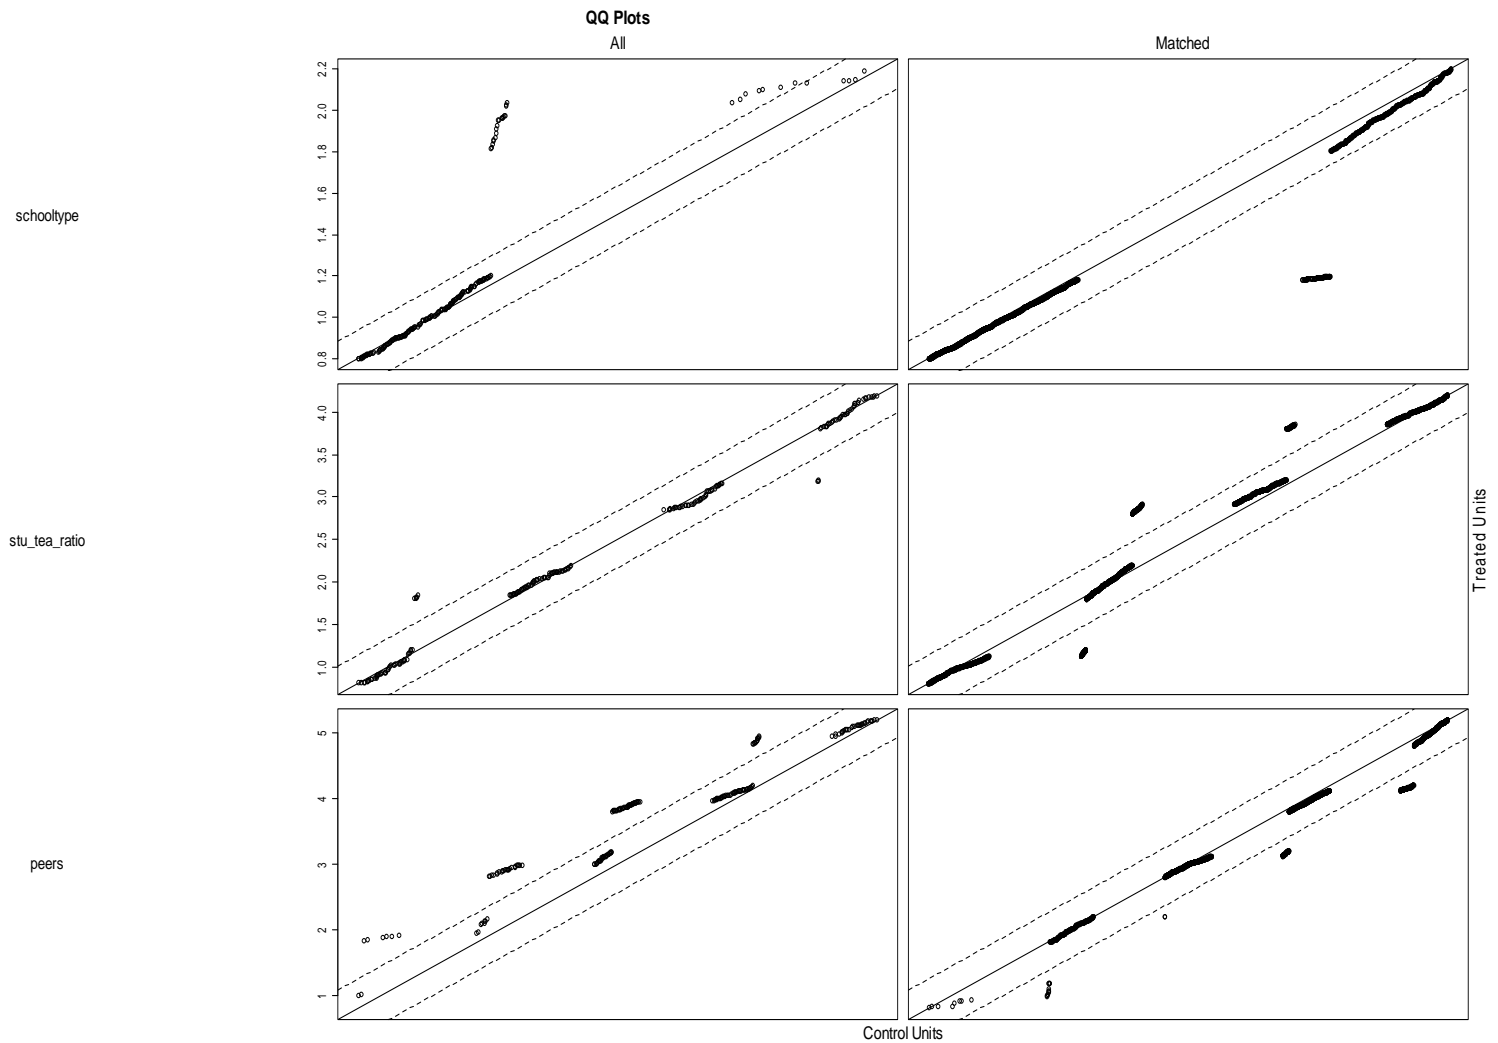 QQ Plots
All Matched
schooltype
0.8 1.0 1.2 1.4 1.6 1.8 2.0 2.2
stu_tea_ratio
1.0 1.5 2.0 2.5 3.0 3.5 4.0
Treated Units
peers
1 2 3 4 5
Control Units